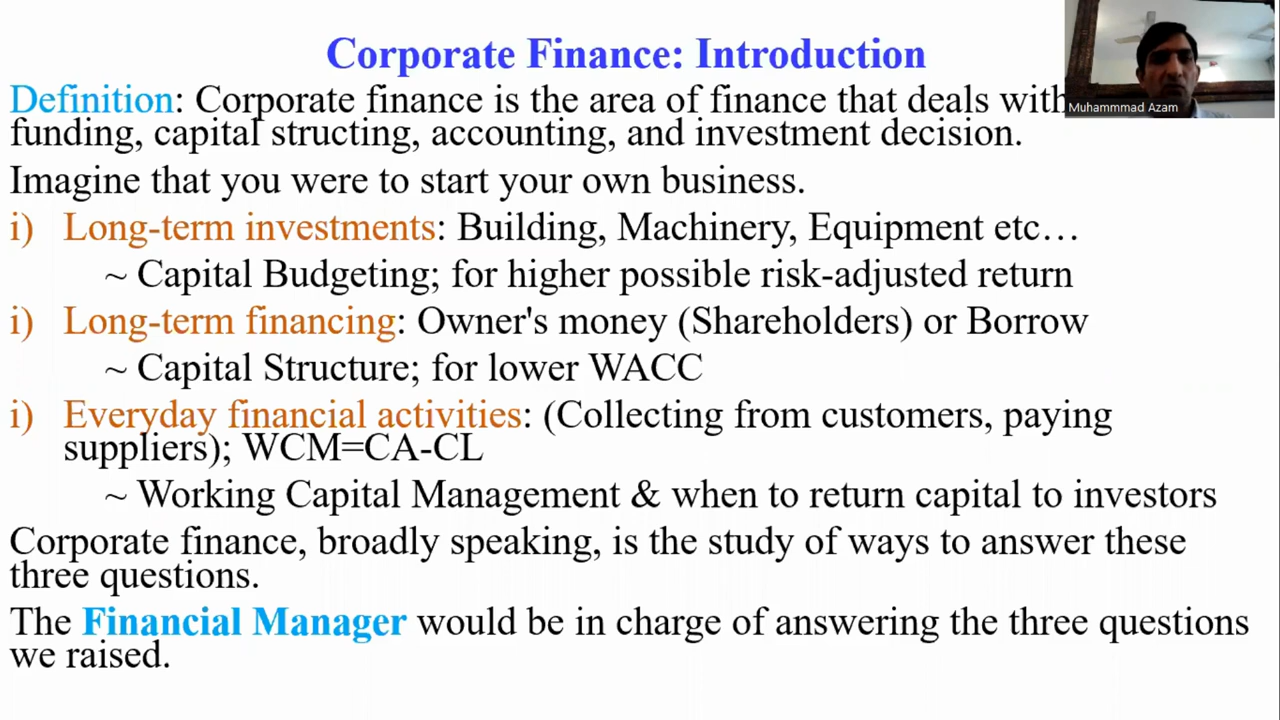 Corporate Finance: Introduction
Definition: Corporate finance is the area of finance that deals with
funding, capital structing, accounting, and investment decision.
Muhammmad Azam
Imagine that you were to start your own business.
i) Long-term investments: Building, Machinery, Equipment etc…
~ Capital Budgeting; for higher possible risk-adjusted return
i) Long-term financing: Owner's money (Shareholders) or Borrow
~ Capital Structure; for lower WACC
i) Everyday financial activities: (Collecting from customers, paying
suppliers); WCM=CA-CL
~ Working Capital Management & when to return capital to investors
Corporate finance, broadly speaking, is the study of ways to answer these
three questions.
The Financial Manager would be in charge of answering the three questions
we raised.